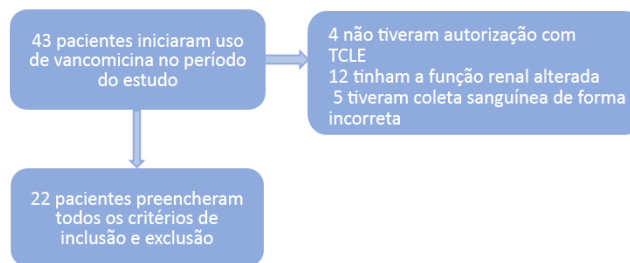 43 pacientes iniciaram uso
de vancomicina no período
do estudo
4 não tiveram autorização com
TCLE
12 tinham a função renal alterada
5 tiveram coleta sanguínea de forma
incorreta
22 pacientes preencheram
todos os critérios de
inclusão e exclusão